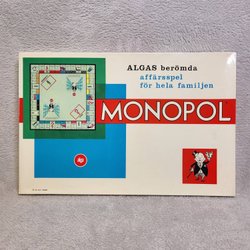 ALGAS berömda
affärsspel
för hela familjen
MONOPOL